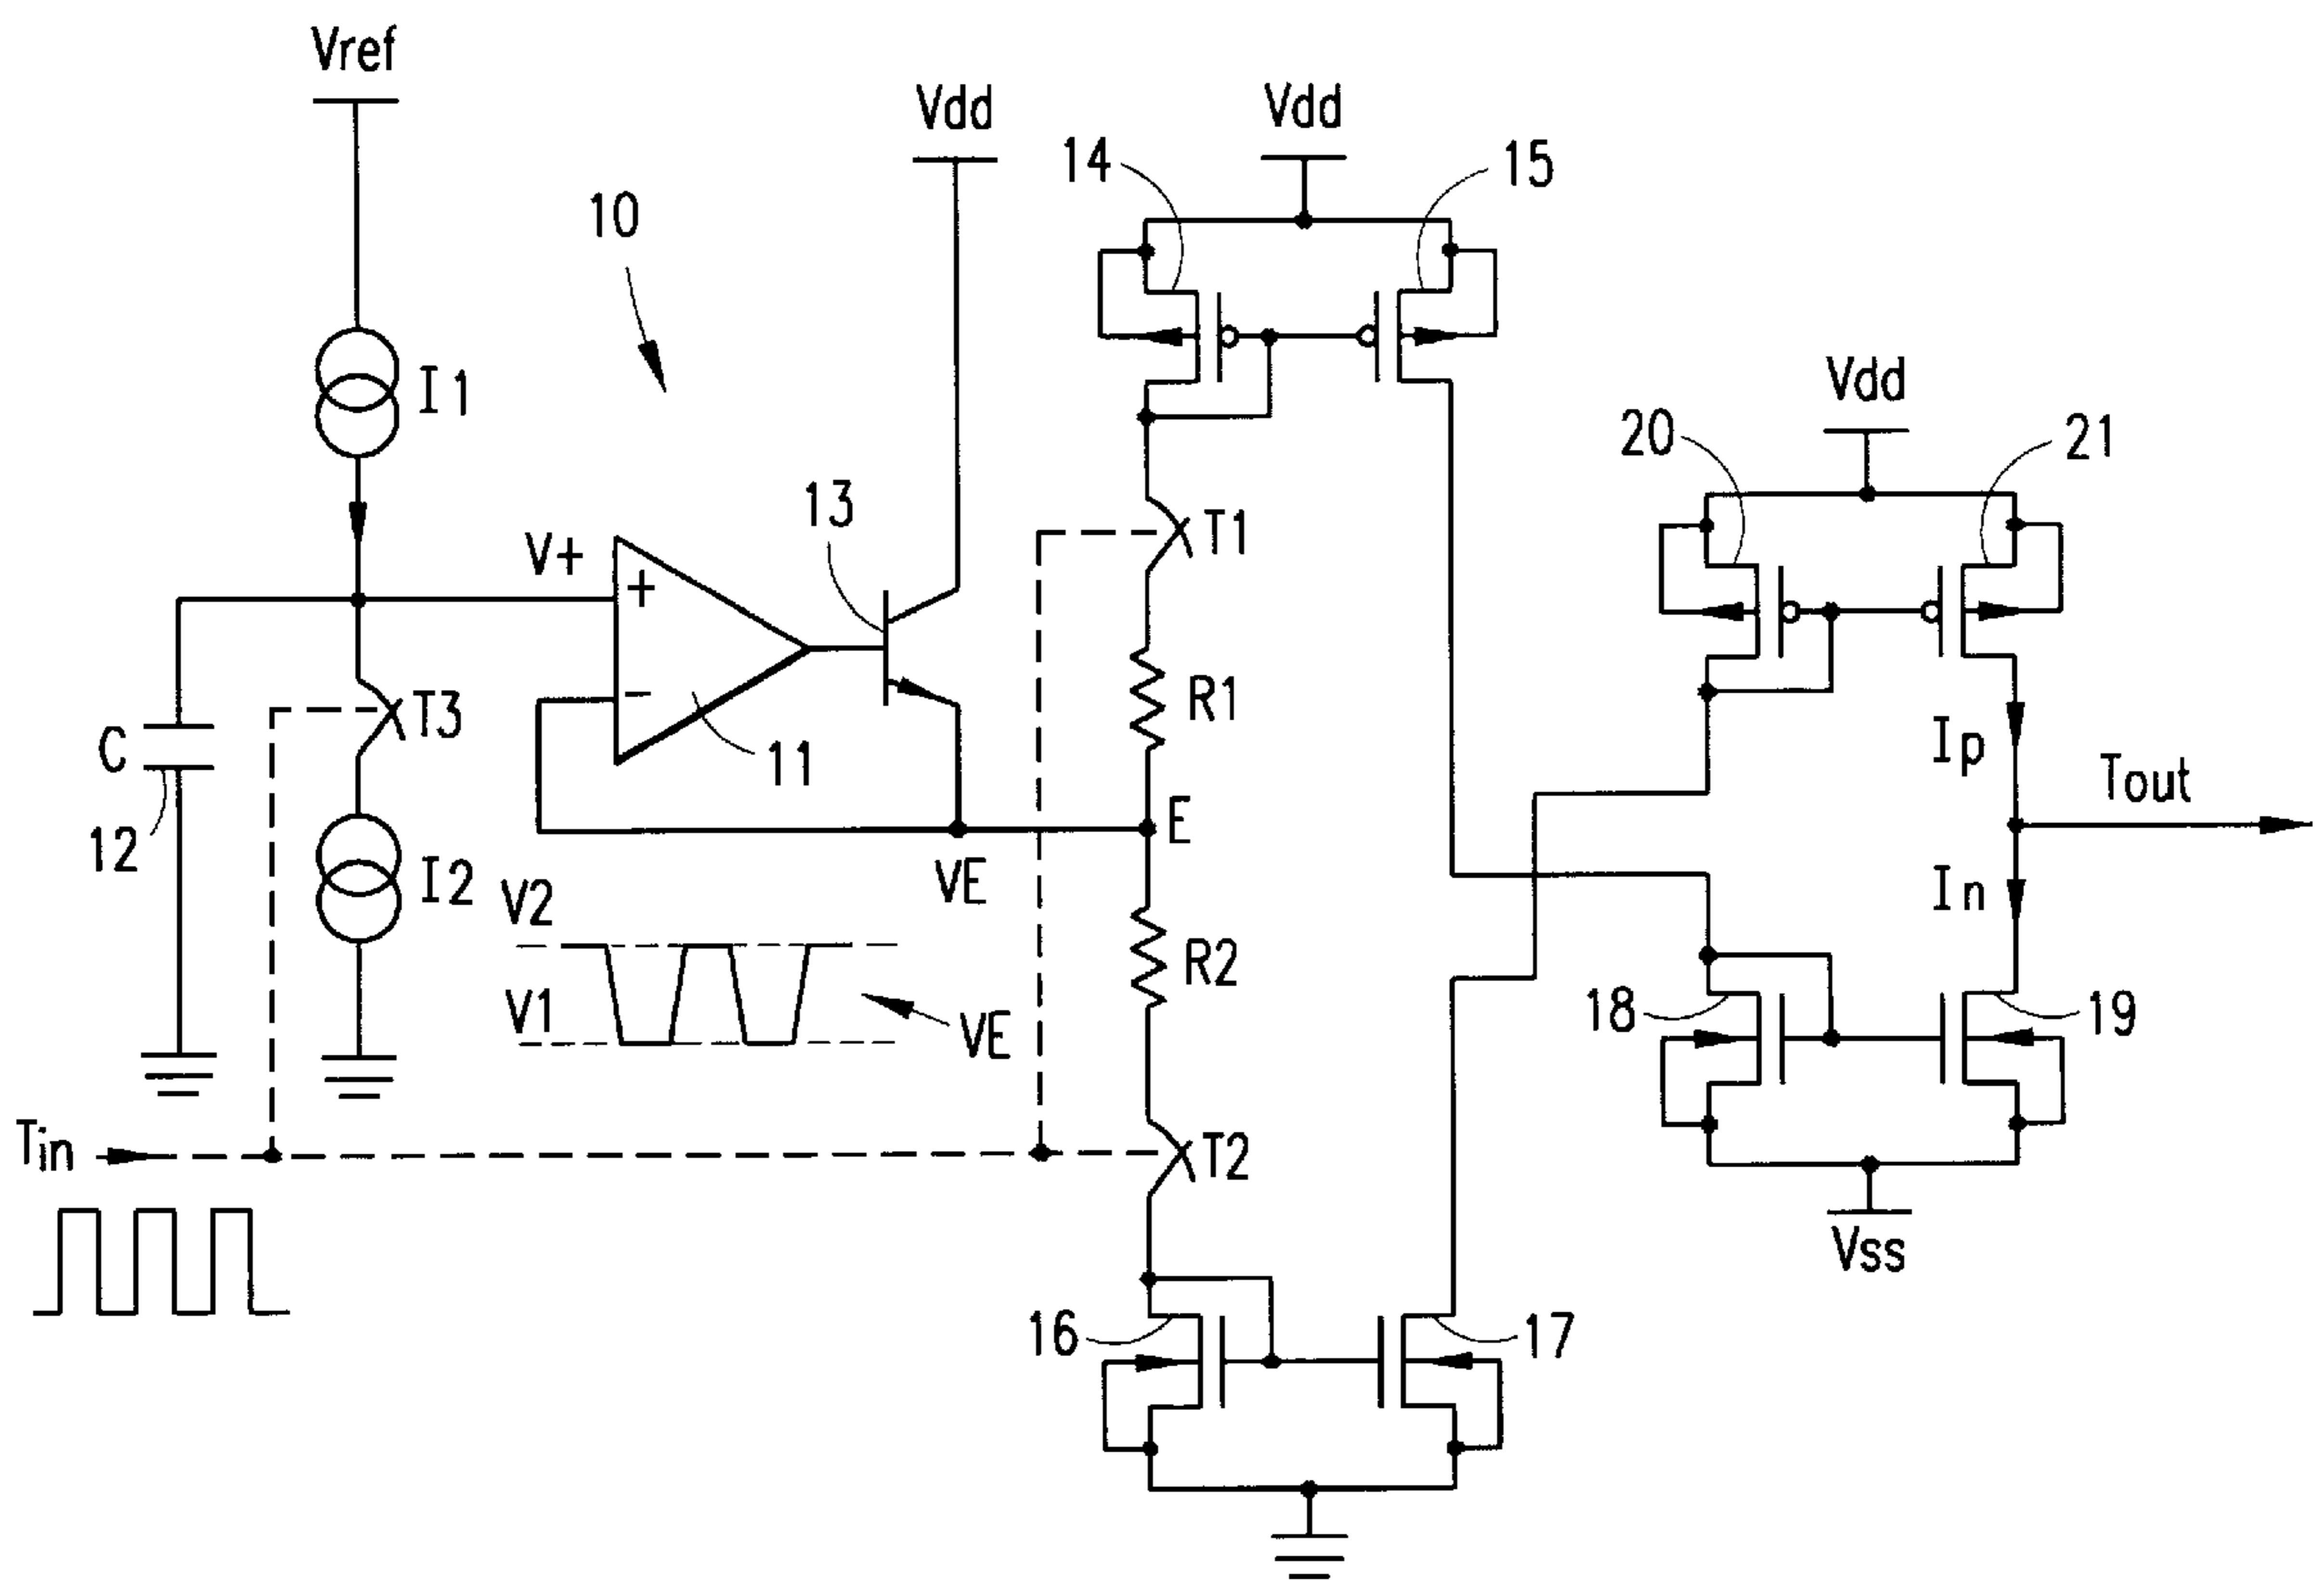 Vref
Vdd
Vdd
14
15
10
I1
Vdd
20
21
13
V+
+
T1
-
T3
R1
11
C
12
Ip
Tout
E
I2
VE
V2
In
R2
V1
VE
18
19
Tin
T2
Vss
16
17